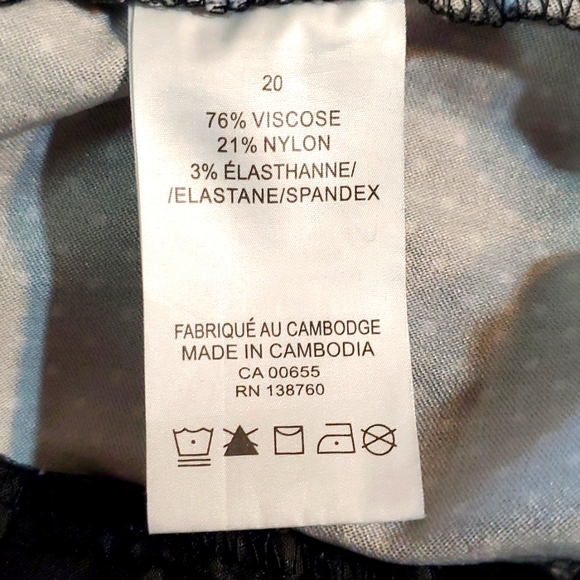 20
76% VISCOSE
21% NYLON
3% ÉLASTHANNE/
/ELASTANE/SPANDEX
FABRIQUÉ AU CAMBODGE
MADE IN CAMBODIA
CA 00655
RN 138760